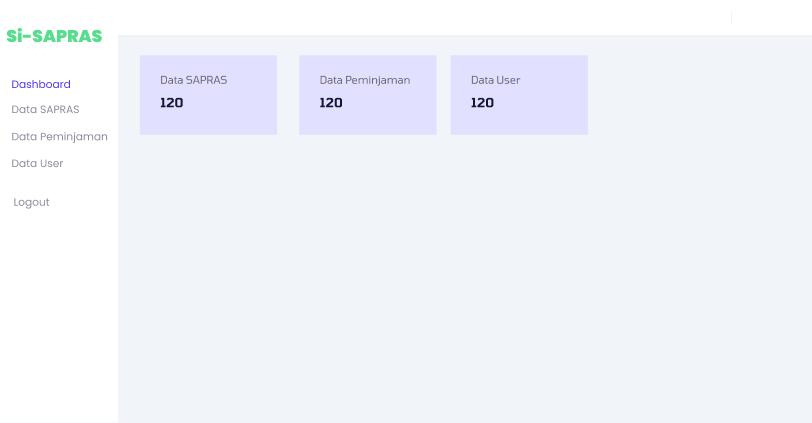 Si-SAPRAS
Dashboard
Data SAPRAS
Data Peminjaman
Data User
Logout
Data SAPRAS
120
Data Peminjaman
120
Data User
120